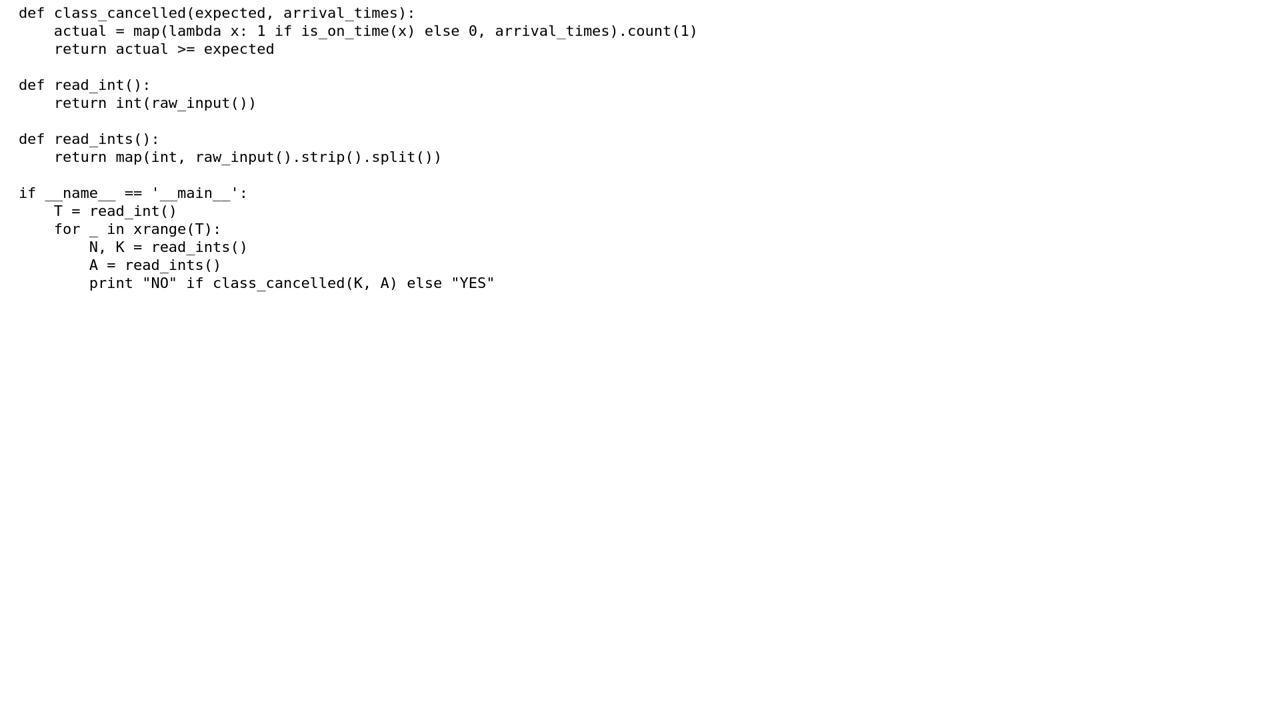 def class_cancelled(expected, arrival_times):
    actual = map(lambda x: 1 if is_on_time(x) else 0, arrival_times).count(1)
    return actual >= expected

def read_int():
    return int(raw_input())

def read_ints():
    return map(int, raw_input().strip().split())

if __name__ == '__main__':
    T = read_int()
    for _ in xrange(T):
        N, K = read_ints()
        A = read_ints()
        print "NO" if class_cancelled(K, A) else "YES"